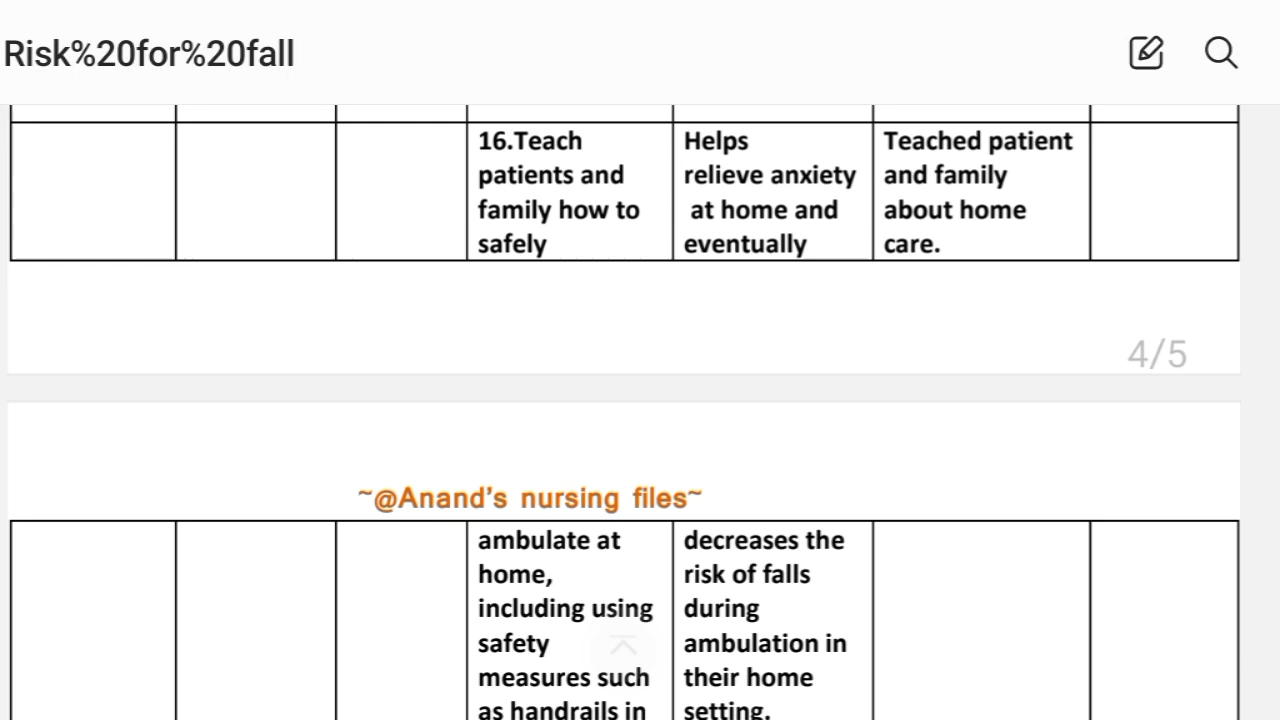 Risk%20for%20fall
16.Teach
patients and
family how to
safely
Helps
relieve anxiety
at home and
eventually
Teached patient
and family
about home
care.
4/5
~@Anand's nursing files~
ambulate at
home,
including using
safety
measures such
as handrails in
decreases the
risk of falls
during
ambulation in
their home
setting.